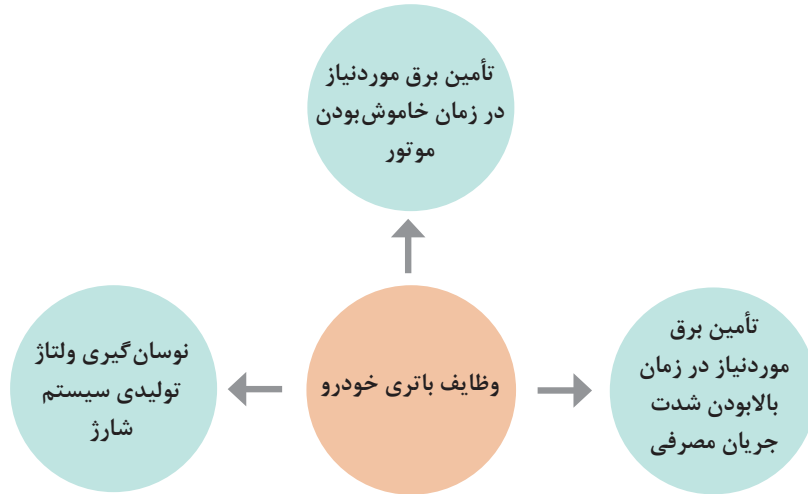 تأمین برق موردنیاز
در زمان خاموش‌بودن
موتور
تأمین برق
موردنیاز در زمان
بالابودن شدت
جریان مصرفی
وظایف باتری خودرو
نوسان‌گیری ولتاژ
تولیدی سیستم
شارژ